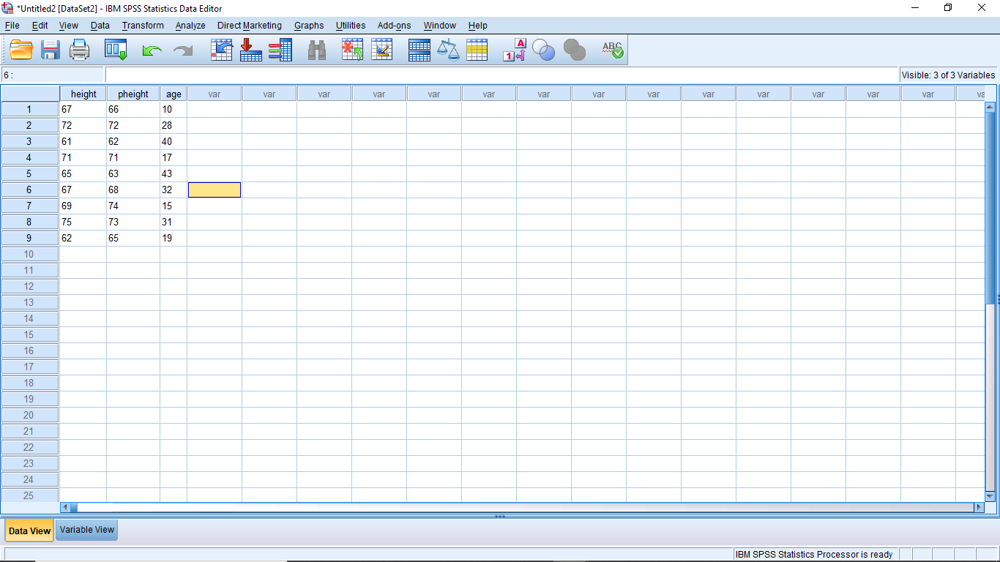 *Untitled2 [DataSet2] - IBM SPSS Statistics Data Editor
File Edit View Data Transform Analyze Direct Marketing Graphs Utilities Add-ons Window Help
1 A ABC
6 : Visible: 3 of 3 Variables
height pheight age var var var var var var var var var var var var var var va
1 67 66 10
2 72 72 28
3 61 62 40
4 71 71 17
5 65 63 43
6 67 68 32
7 69 74 15
8 75 73 31
9 62 65 19
10
11
12
13
14
15
16
17
18
19
20
21
22
23
24
25
Data View Variable View
IBM SPSS Statistics Processor is ready